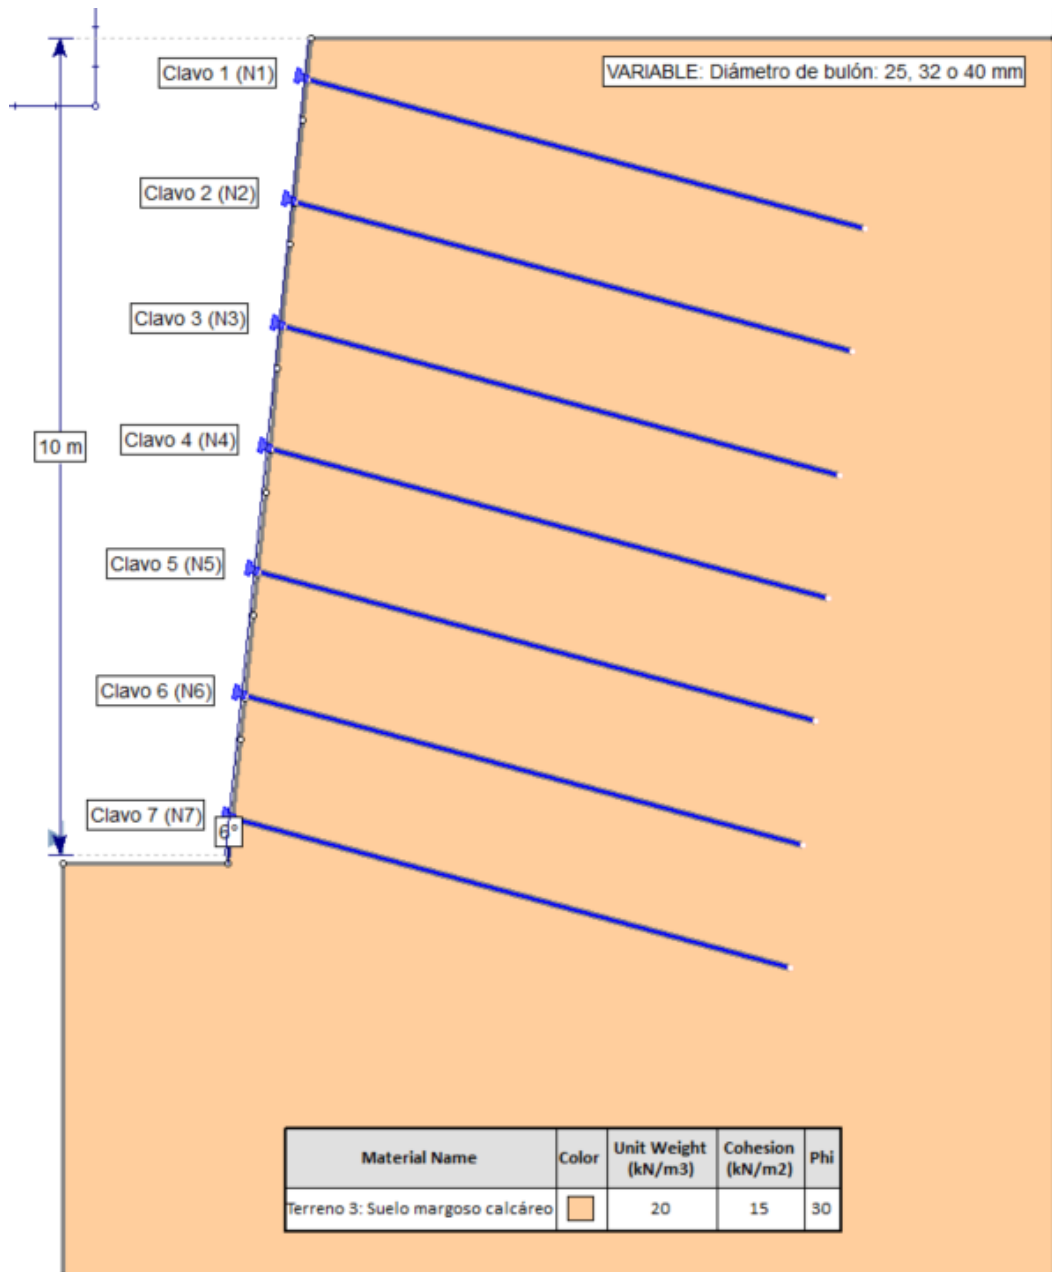 Clavo 1 (N1)
VARIABLE: Diámetro de bulón: 25, 32 o 40 mm
Clavo 2 (N2)
Clavo 3 (N3)
Clavo 4 (N4)
10 m
Clavo 5 (N5)
Clavo 6 (N6)
Clavo 7 (N7)
6°
Material Name Color Unit Weight (kN/m3) Cohesion (kN/m2) Phi
Terreno 3: Suelo margoso calcáreo 20 15 30